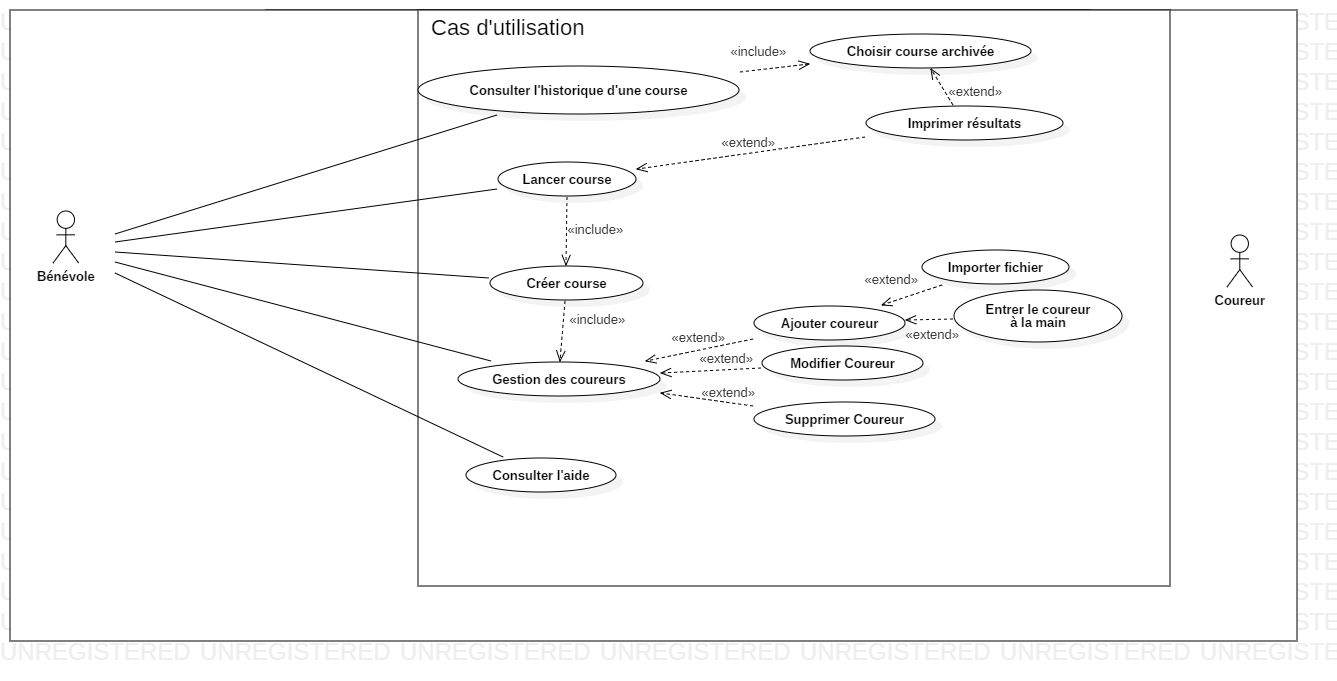 Cas d'utilisation
«include»
Choisir course archivée
Consulter l'historique d'une course
«extend»
Imprimer résultats
«extend»
Lancer course
«include»
Bénévole
Créer course
Importer fichier
«extend»
Coureur
Entrer le coureur
à la main
«include»
Ajouter coureur
«extend»
«extend»
«extend»
Modifier Coureur
Gestion des coureurs
«extend»
Supprimer Coureur
Consulter l'aide
UNREGISTERED UNREGISTERED UNREGISTERED UNREGISTERED UNREGISTERED UNREGISTERED